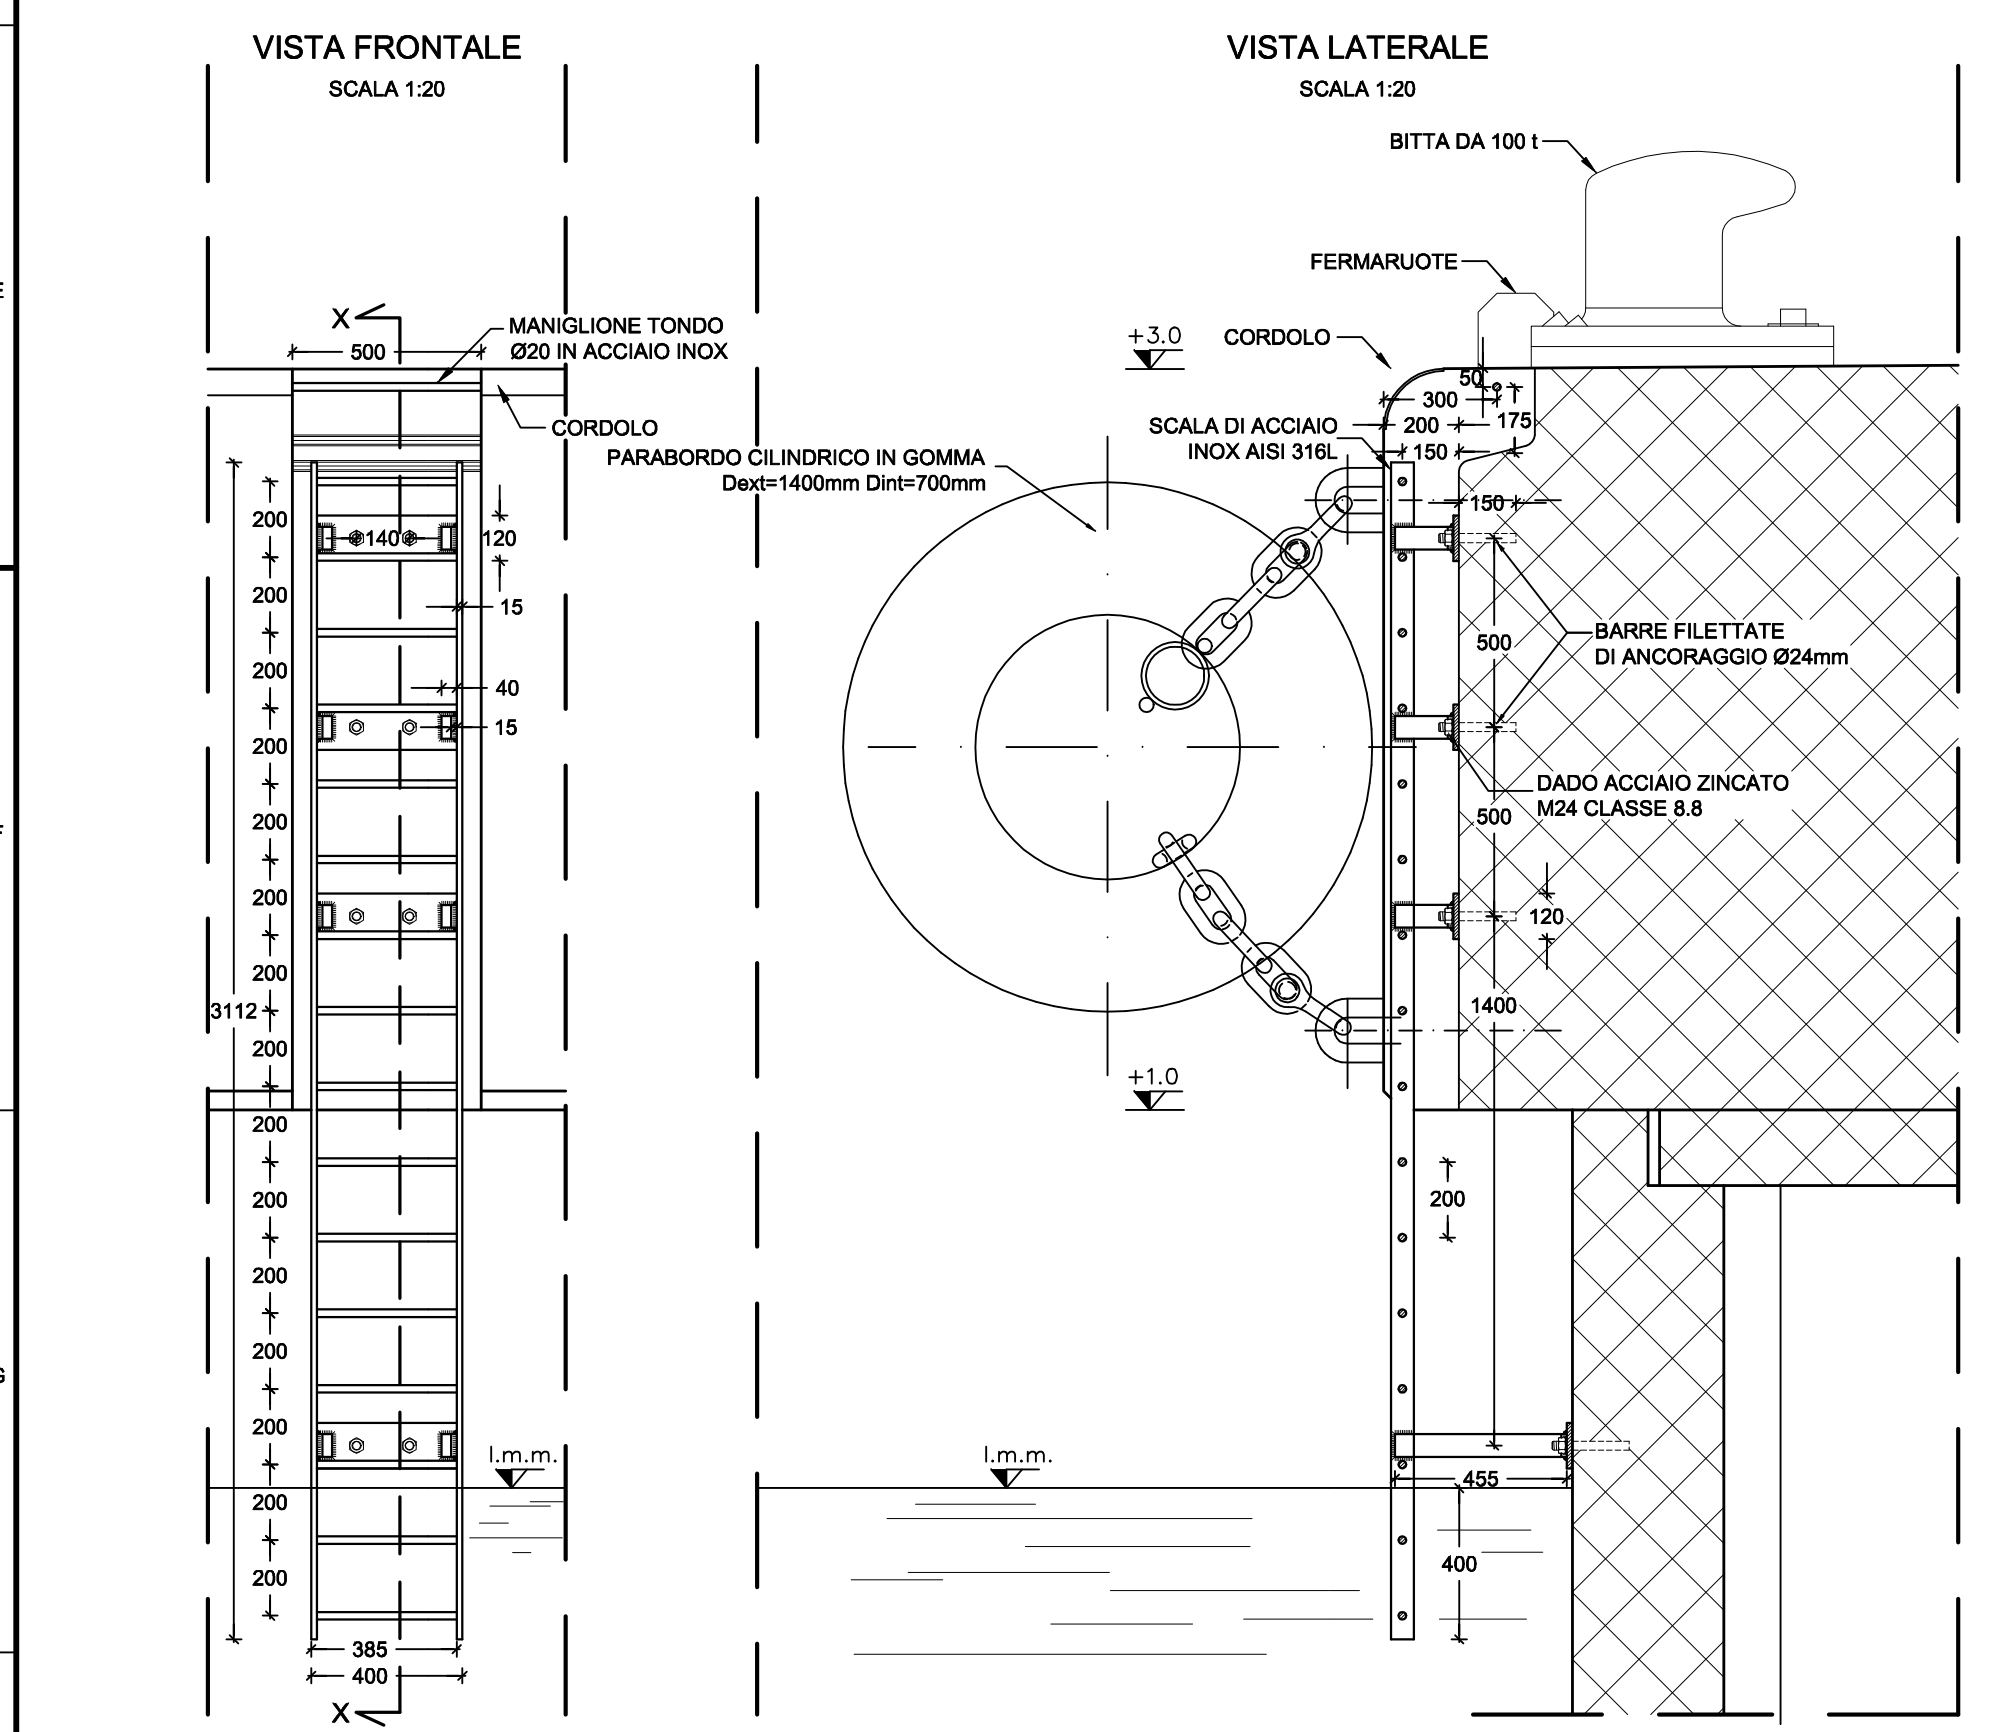 VISTA FRONTALE
SCALA 1:20
X
500
MANIGLIONE TONDO
Ø20 IN ACCIAIO INOX
CORDOLO
200
140
120
200
15
200
40
200
15
200
200
200
3112
200
200
200
200
200
200
l.m.m.
200
200
385
400
X
VISTA LATERALE
SCALA 1:20
BITTA DA 100 t
FERMARUOTE
+3.0
CORDOLO
50
300
SCALA DI ACCIAIO
INOX AISI 316L
200
175
150
PARABORDO CILINDRICO IN GOMMA
Dext=1400mm Dint=700mm
150
500
BARRE FILETTATE
DI ANCORAGGIO Ø24mm
DADO ACCIAIO ZINCATO
M24 CLASSE 8.8
500
120
1400
+1.0
200
l.m.m.
455
400